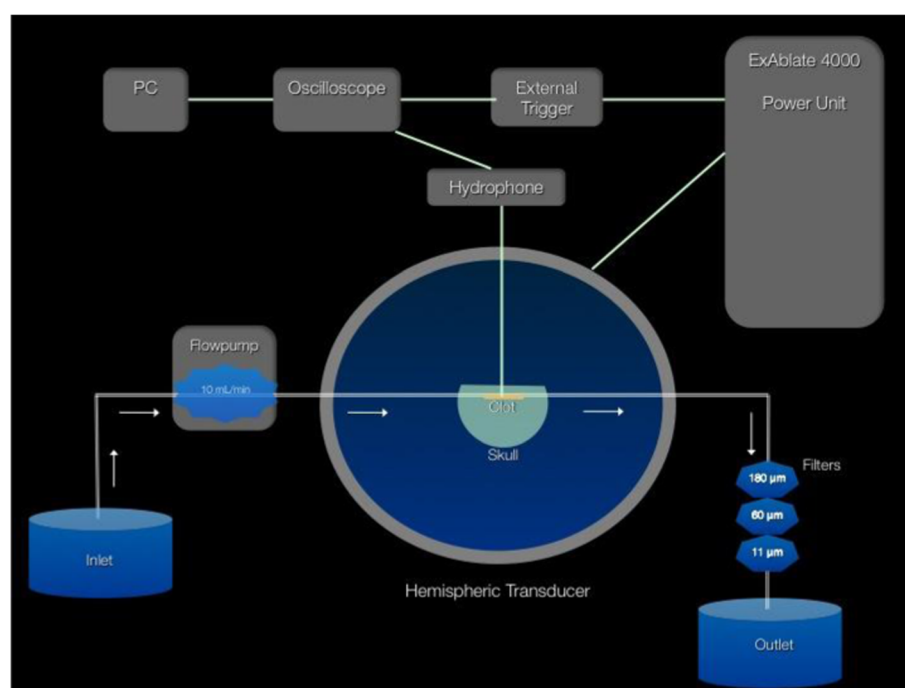 PC
Oscilloscope
External
Trigger
ExAblate 4000
Power Unit
Hydrophone
Flowpump
10 mL/min
Clot
Skull
Filters
180 µm
60 µm
11 µm
Inlet
Hemispheric Transducer
Outlet